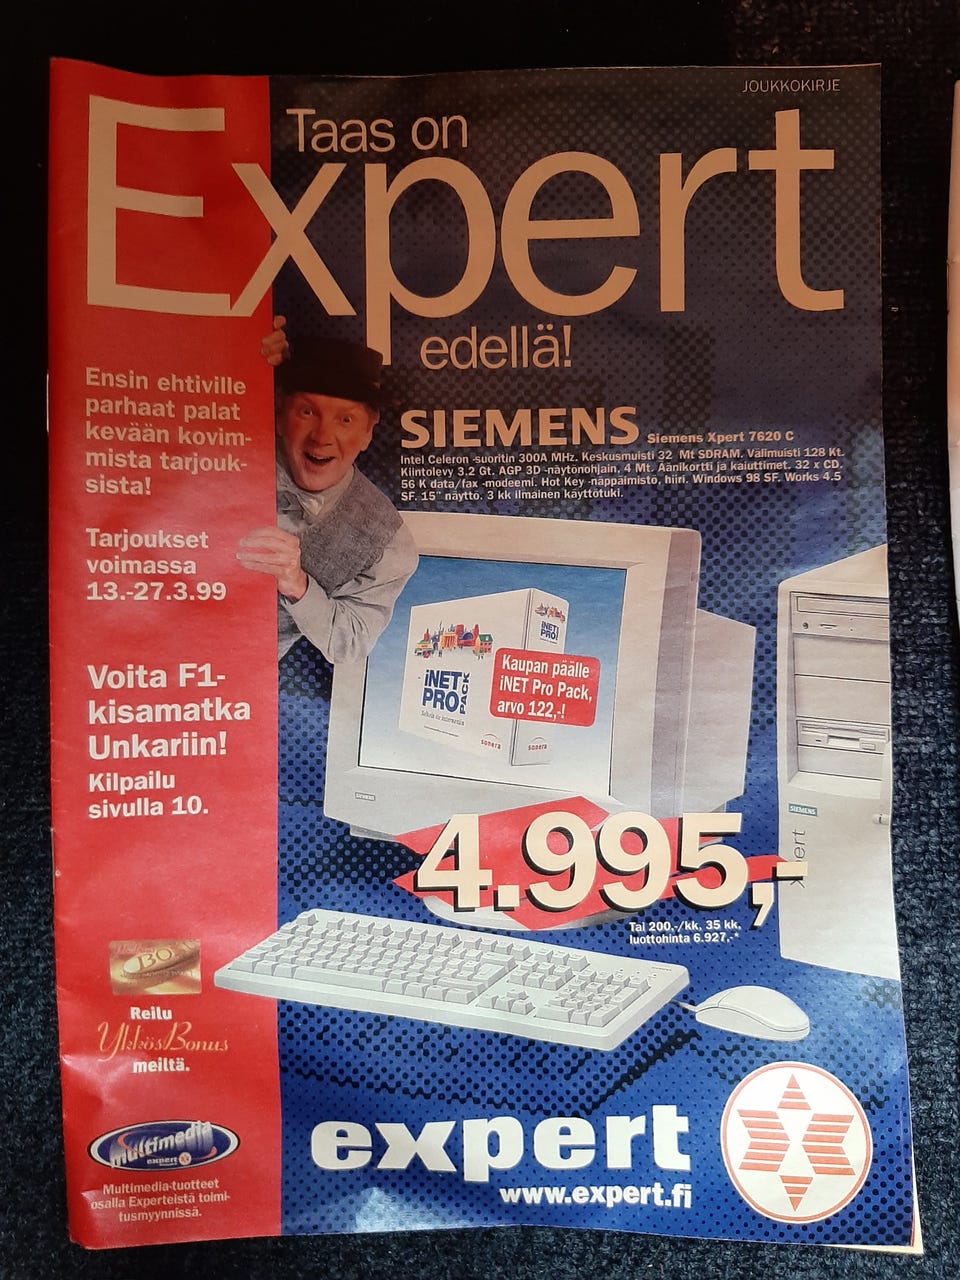 JOUKKOKIRJE
Taas on
Expert
edellä!
Ensin ehtiville
parhaat palat
kevään kovim-
mista tarjouk-
sista!
Tarjoukset
voimassa
13.-27.3.99
Voita F1-
kisamatka
Unkariin!
Kilpailu
sivulla 10.
SIEMENS Siemens Xpert 7620 C
Intel Celeron -suoritin 300A MHz. Keskusmuisti 32 Mt SDRAM. Välimuisti 128 Kt.
Kiintolevy 3.2 Gt. AGP 3D -näytönohjain, 4 Mt. Äänikortti ja kaiuttimet. 32 x CD.
56 K data/fax -modeemi. Hot Key -näppäimistö, hiiri. Windows 98 SF. Works 4.5
SF. 15" näyttö. 3 kk ilmainen käyttötuki.
iNET
PRO!
iNET
PRO
PACK
sonera
sonera
Kaupan päälle
iNET Pro Pack,
arvo 122,-!
SIEMENS
SIEMENS
xpert
4.995,-
Tai 200,-/kk, 35 kk,
luottohinta 6.927,-*
Reilu
YkkösBonus
meiltä.
Multimedia
expert
Multimedia-tuotteet
osalla Experteistä toimi-
tusmyynnissä.
expert
www.expert.fi